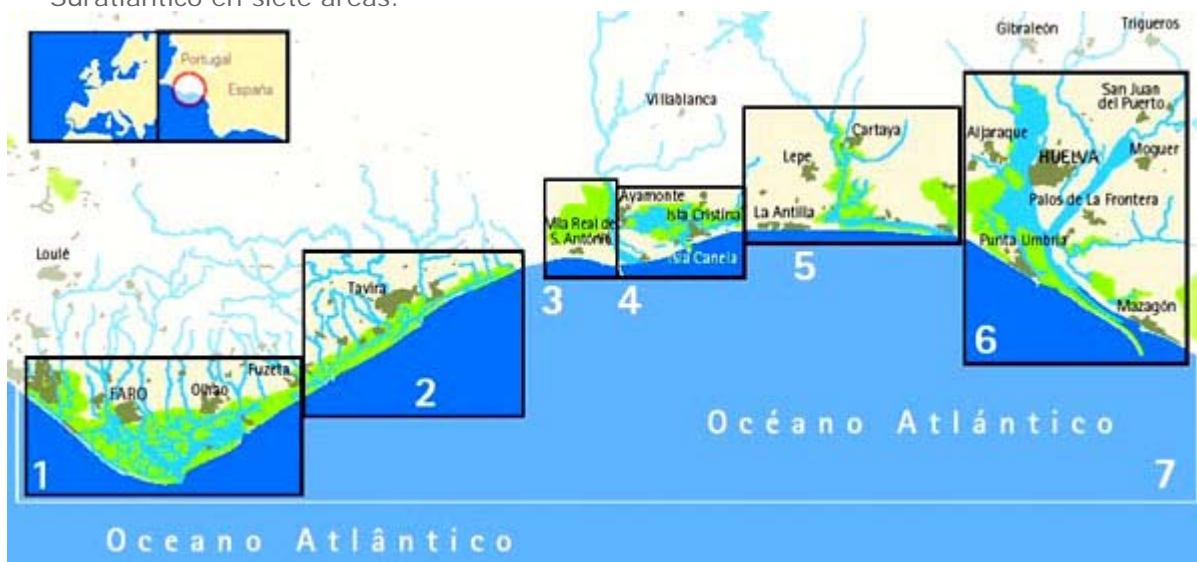 Suratlántico en siete áreas.
Portugal
España
Gibraleón
Trigueros
Villablanca
San Juan
del Puerto
Cartaya
Aljaraque
HUELVA
Moguer
Lepe
Ayamonte
Palos de La Frontera
Isla Cristina
La Antilla
Vila Real de
S. António
Isla Canela
Punta Umbría
Loulé
Tavira
Mazagón
FARO
Olhao
Fuzeta
1
2
3
4
5
6
7
Océano Atlántico
Oceano Atlântico